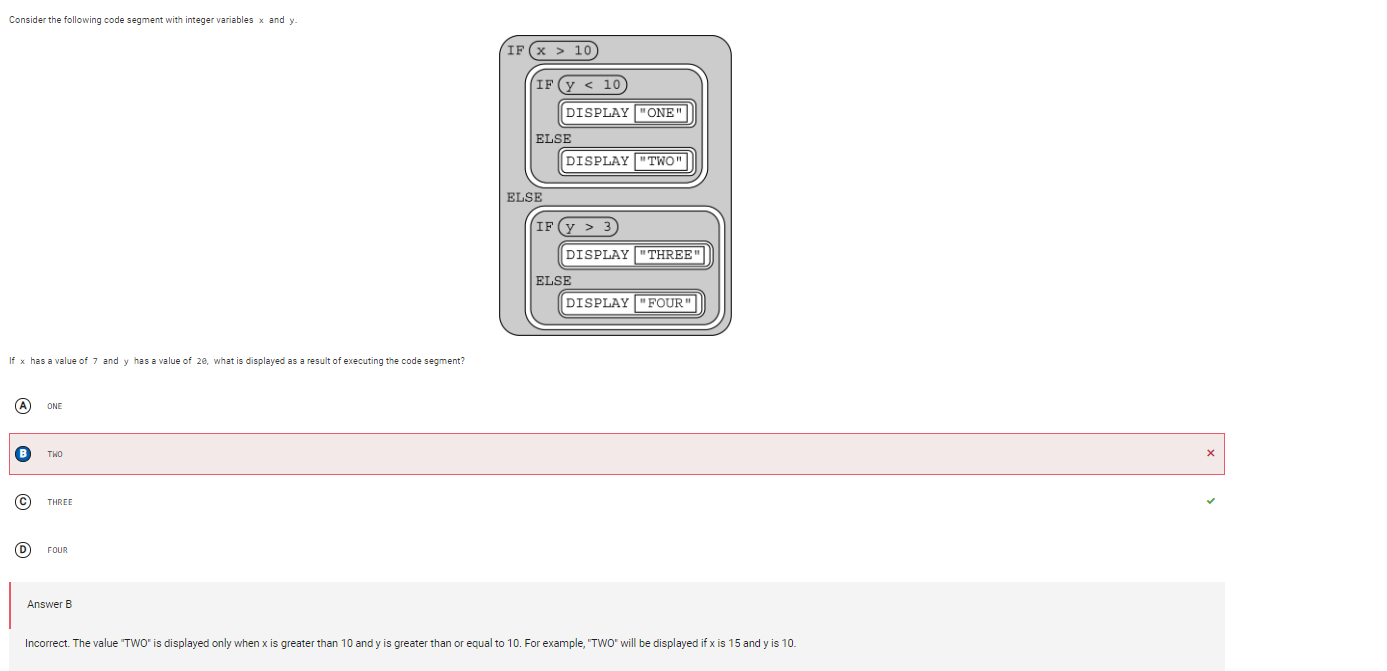 Consider the following code segment with integer variables x and y.
IF x > 10
IF y < 10
DISPLAY "ONE"
ELSE
DISPLAY "TWO"
ELSE
IF y > 3
DISPLAY "THREE"
ELSE
DISPLAY "FOUR"
If x has a value of 7 and y has a value of 20, what is displayed as a result of executing the code segment?
A ONE
B TWO
C THREE
D FOUR
Answer B
Incorrect. The value "TWO" is displayed only when x is greater than 10 and y is greater than or equal to 10. For example, "TWO" will be displayed if x is 15 and y is 10.